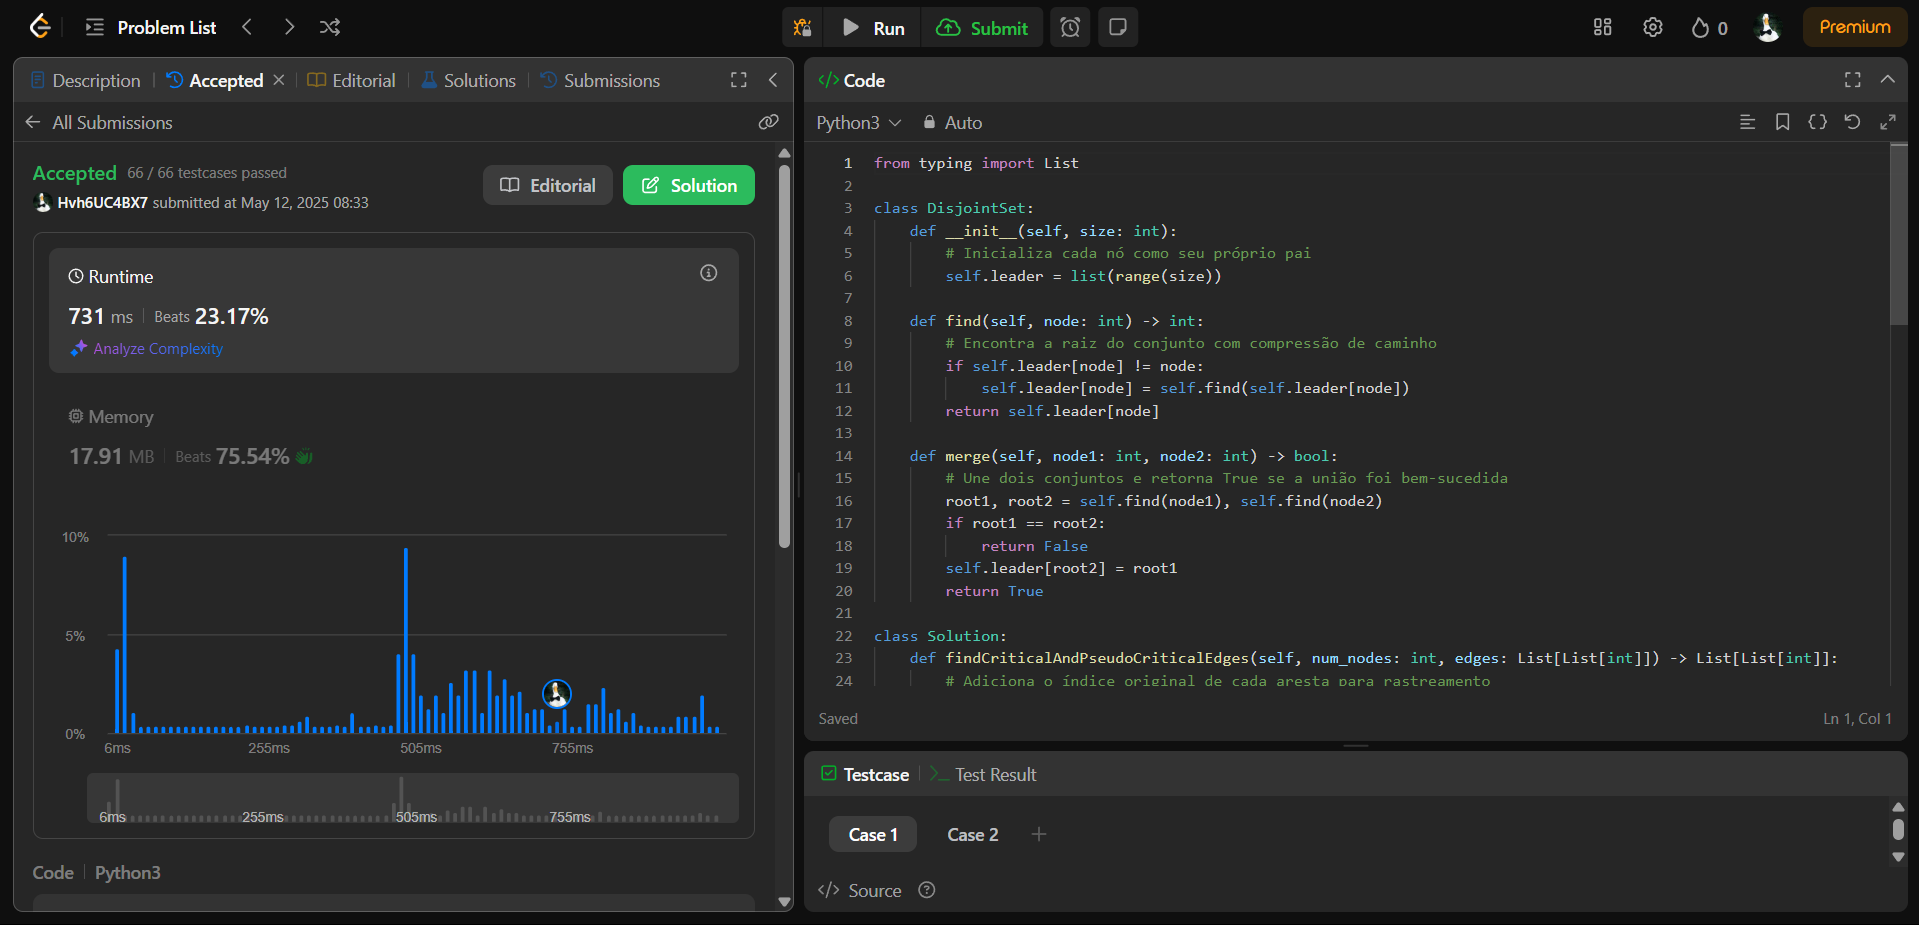 Problem List
Run
Submit
0
Premium
Description
Accepted
Editorial
Solutions
Submissions
All Submissions
Accepted 66 / 66 testcases passed
Hvh6UC4BX7 submitted at May 12, 2025 08:33
Editorial
Solution
Runtime
731 ms Beats 23.17%
Analyze Complexity
Memory
17.91 MB Beats 75.54%
10%
5%
0%
6ms 255ms 505ms 755ms
6ms 255ms 505ms 755ms
Code Python3
</> Code
Python3 Auto
1 from typing import List
2
3 class DisjointSet:
4 def __init__(self, size: int):
5 # Inicializa cada nó como seu próprio pai
6 self.leader = list(range(size))
7
8 def find(self, node: int) -> int:
9 # Encontra a raiz do conjunto com compressão de caminho
10 if self.leader[node] != node:
11 self.leader[node] = self.find(self.leader[node])
12 return self.leader[node]
13
14 def merge(self, node1: int, node2: int) -> bool:
15 # Une dois conjuntos e retorna True se a união foi bem-sucedida
16 root1, root2 = self.find(node1), self.find(node2)
17 if root1 == root2:
18 return False
19 self.leader[root2] = root1
20 return True
21
22 class Solution:
23 def findCriticalAndPseudoCriticalEdges(self, num_nodes: int, edges: List[List[int]]) -> List[List[int]]:
24 # Adiciona o índice original de cada aresta para rastreamento
Saved
Ln 1, Col 1
Testcase
Test Result
Case 1
Case 2
+
</> Source